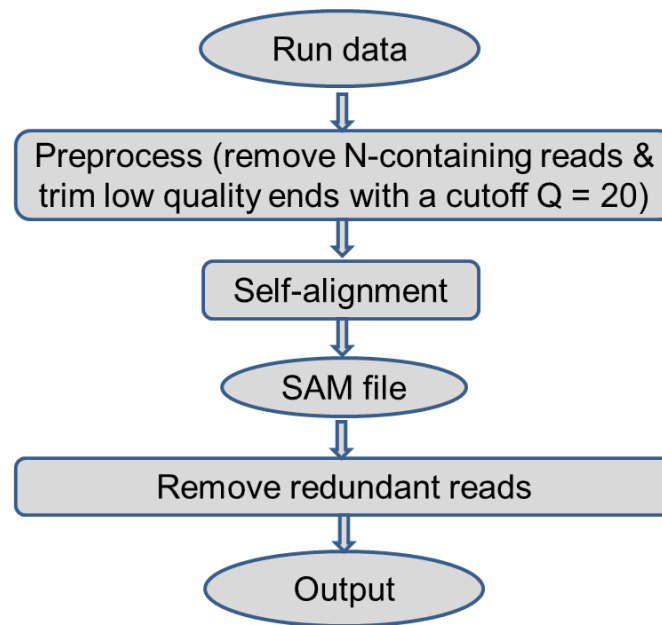 Run data
Preprocess (remove N-containing reads &
trim low quality ends with a cutoff Q = 20)
Self-alignment
SAM file
Remove redundant reads
Output